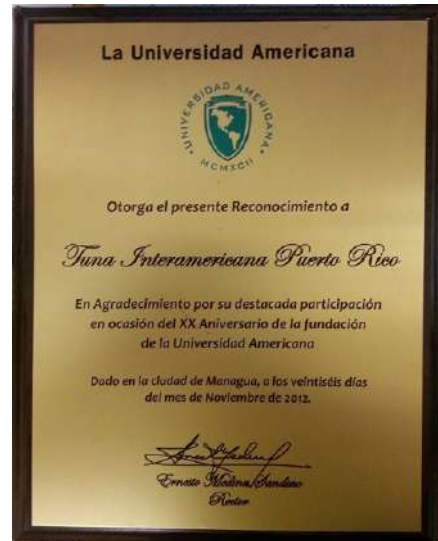 La Universidad Americana
UNIVERSIDAD AMERICANA
MCMXCII
Otorga el presente Reconocimiento a
Tuna Interamericana Puerto Rico
En Agradecimiento por su destacada participación
en ocasión del XX Aniversario de la fundación
de la Universidad Americana
Dado en la ciudad de Managua, a los veintiséis días
del mes de Noviembre de 2012.
Ernesto Medina Sandino
Rector